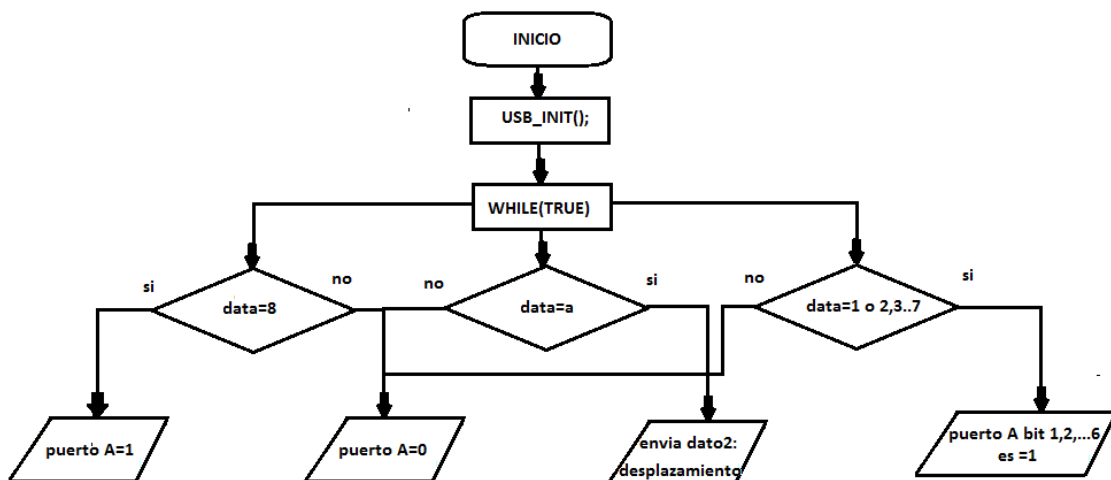 INICIO
USB_INIT();
WHILE(TRUE)
si
no
no
si
no
si
data=8
data=a
data=1 o 2,3..7
puerto A=1
puerto A=0
envia dato2:
desplazamiento
puerto A bit 1,2,...6
es =1